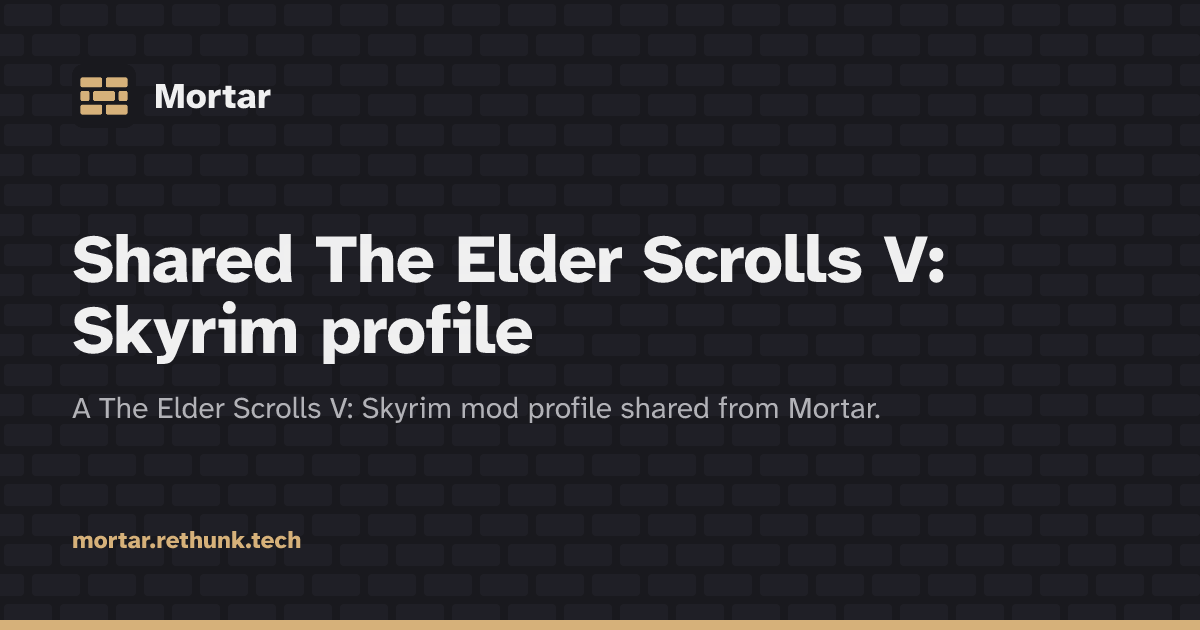 Mortar
Shared The Elder Scrolls V:
Skyrim profile
A The Elder Scrolls V: Skyrim mod profile shared from Mortar.
mortar.rethunk.tech